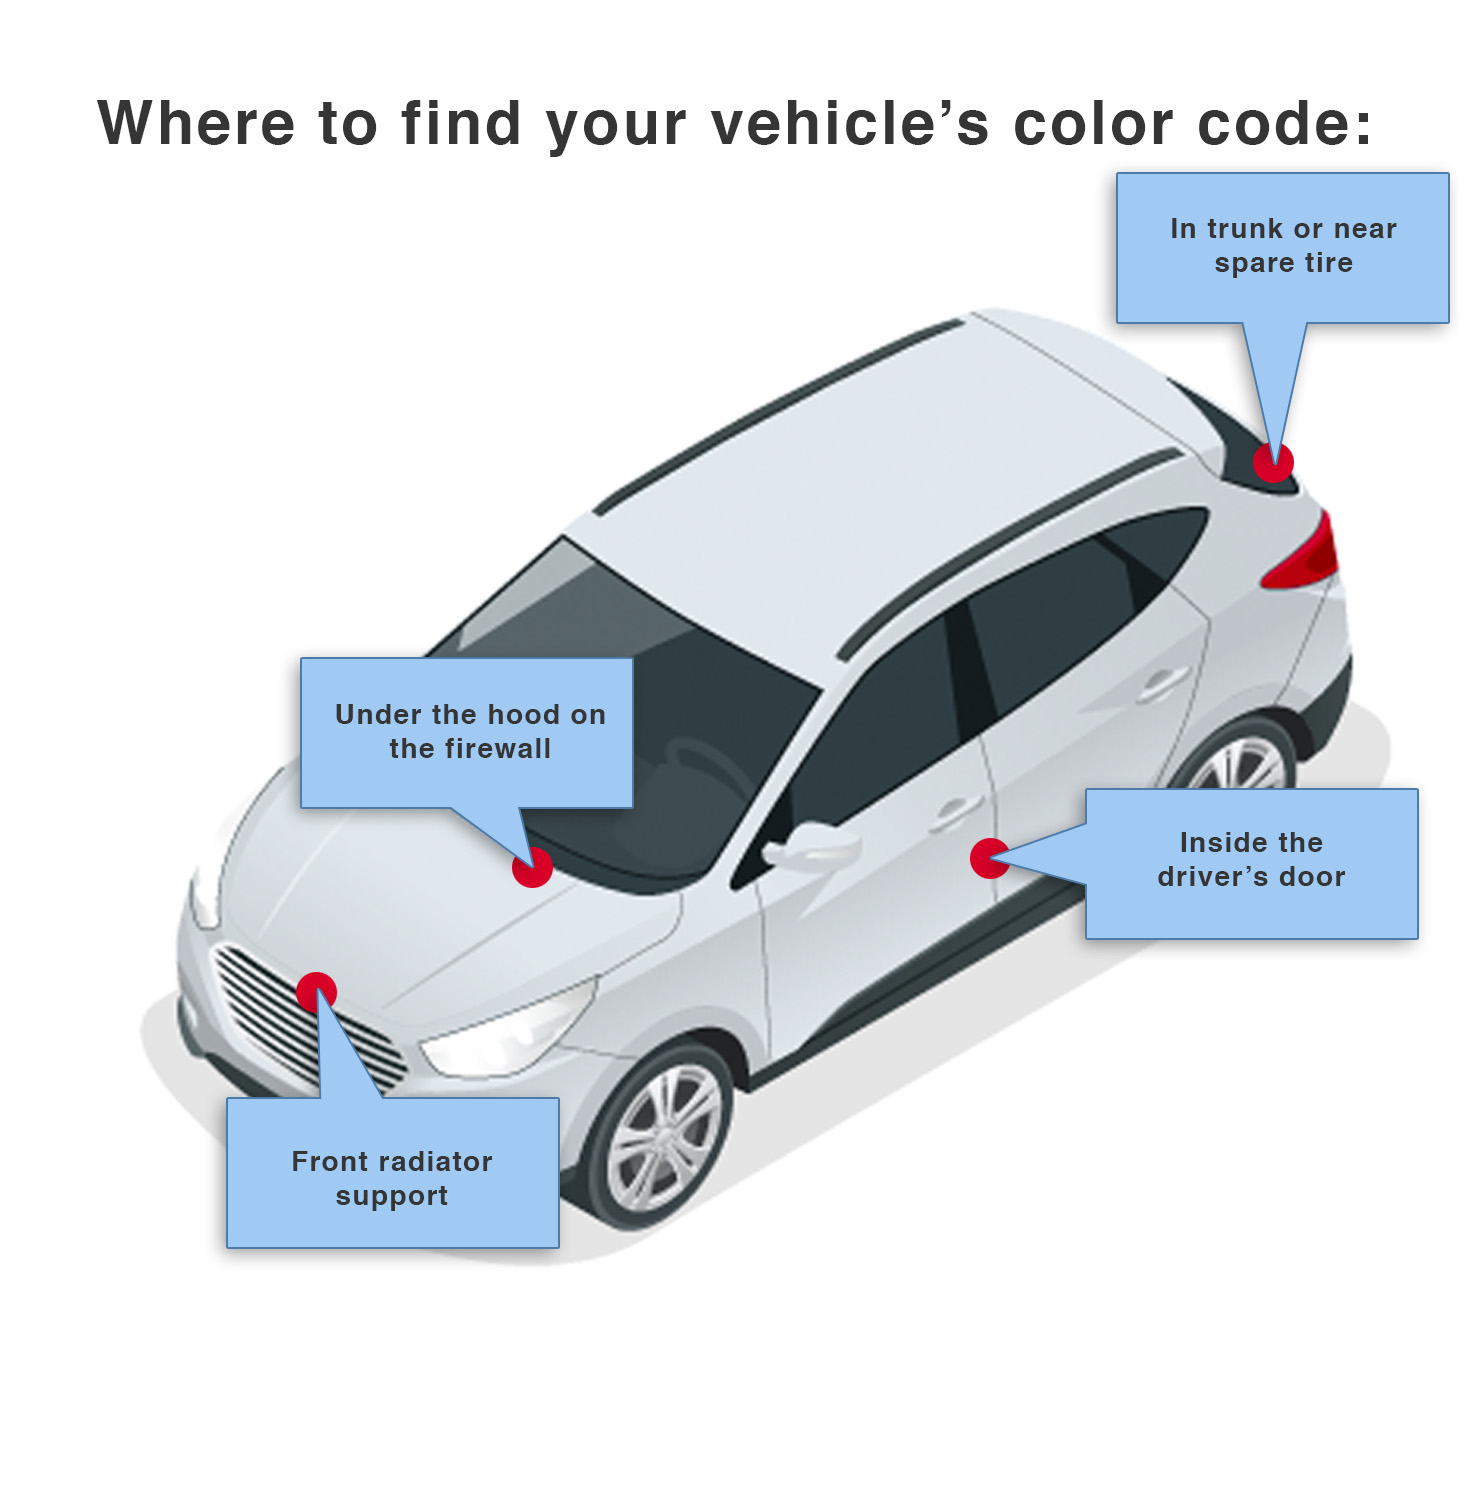 Where to find your vehicle’s color code:
In trunk or near
spare tire
Under the hood on
the firewall
Inside the
driver’s door
Front radiator
support